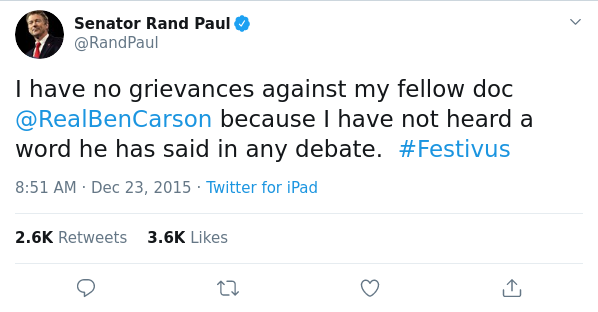 Senator Rand Paul
@RandPaul
I have no grievances against my fellow doc
@RealBenCarson because I have not heard a
word he has said in any debate.  #Festivus
8:51 AM · Dec 23, 2015 · Twitter for iPad
2.6K Retweets 3.6K Likes